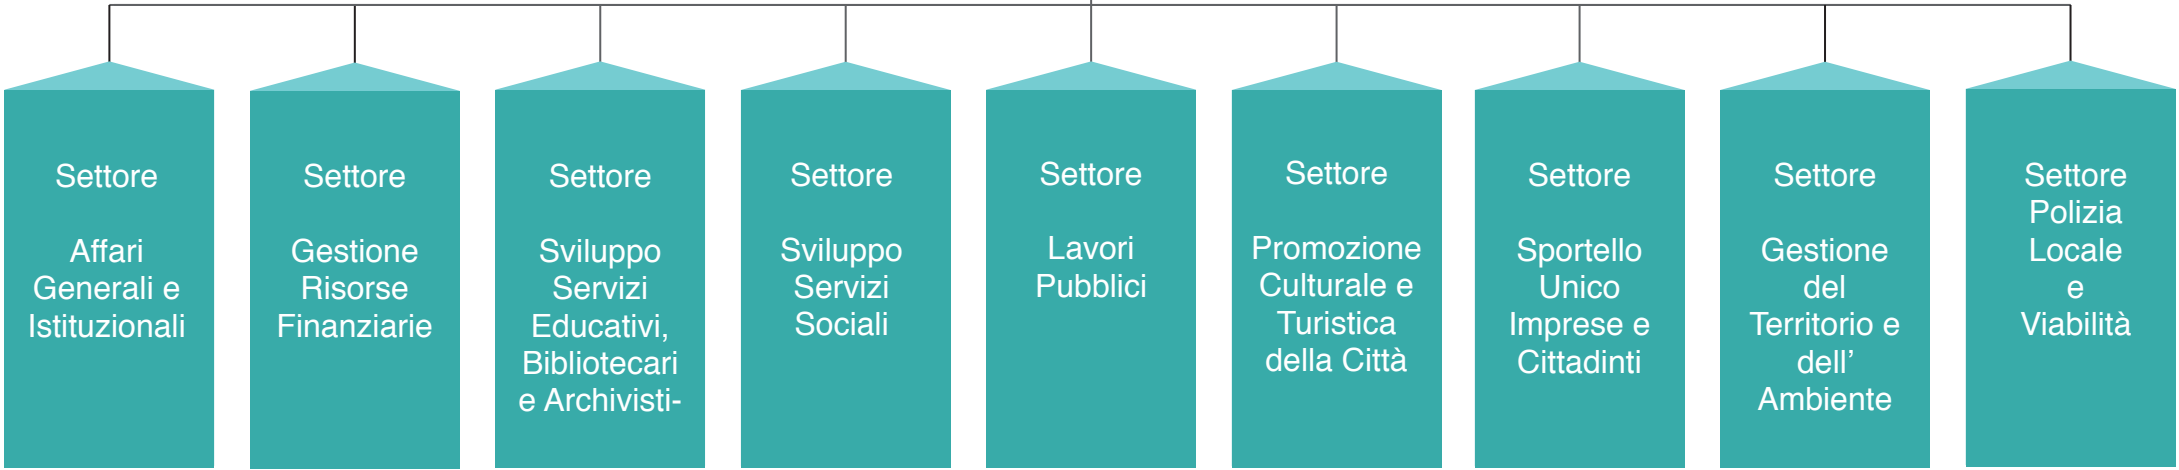 Settore
Affari
Generali e
Istituzionali
Settore
Gestione
Risorse
Finanziarie
Settore
Sviluppo
Servizi
Educativi,
Bibliotecari
e Archivisti-
Settore
Sviluppo
Servizi
Sociali
Settore
Lavori
Pubblici
Settore
Promozione
Culturale e
Turistica
della Città
Settore
Sportello
Unico
Imprese e
Cittadinti
Settore
Gestione
del
Territorio e
dell’
Ambiente
Settore
Polizia
Locale
e
Viabilità